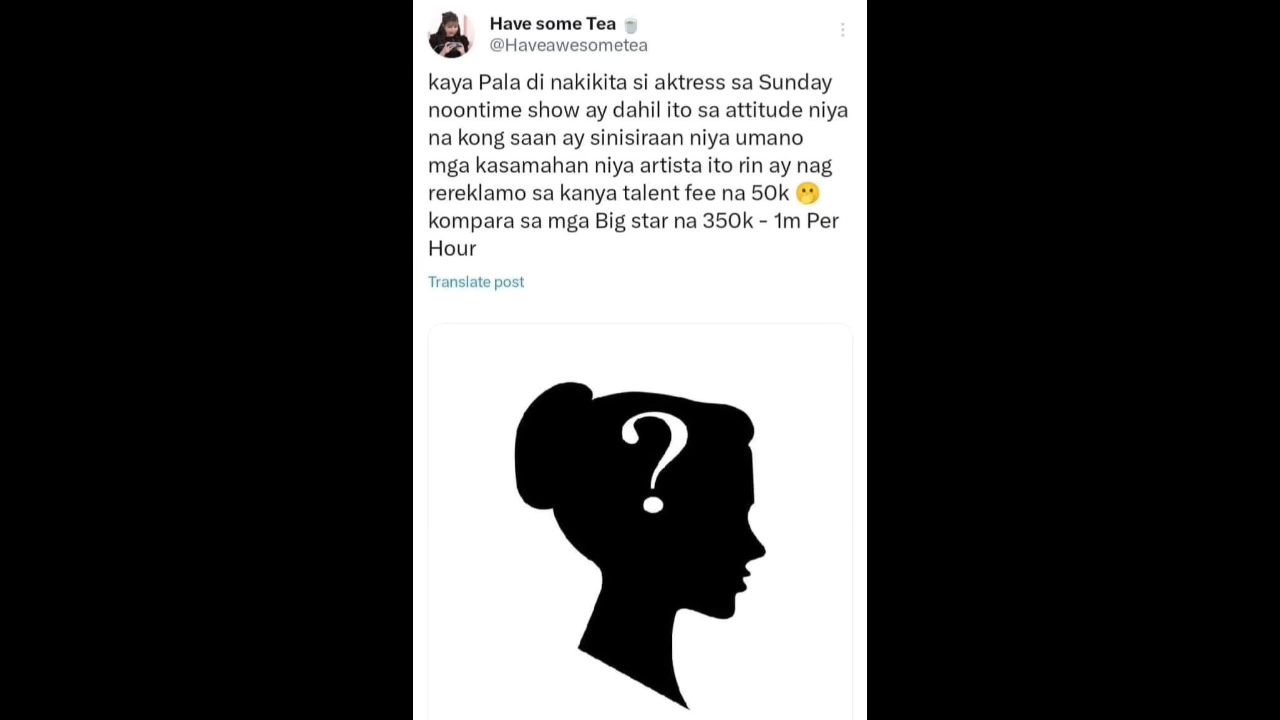 Have some Tea 🍵
@Haveawesometea
kaya Pala di nakikita si aktress sa Sunday
noontime show ay dahil ito sa attitude niya
na kong saan ay sinisiraan niya umano
mga kasamahan niya artista ito rin ay nag
rereklamo sa kanya talent fee na 50k 🫢
kompara sa mga Big star na 350k - 1m Per
Hour
Translate post
?